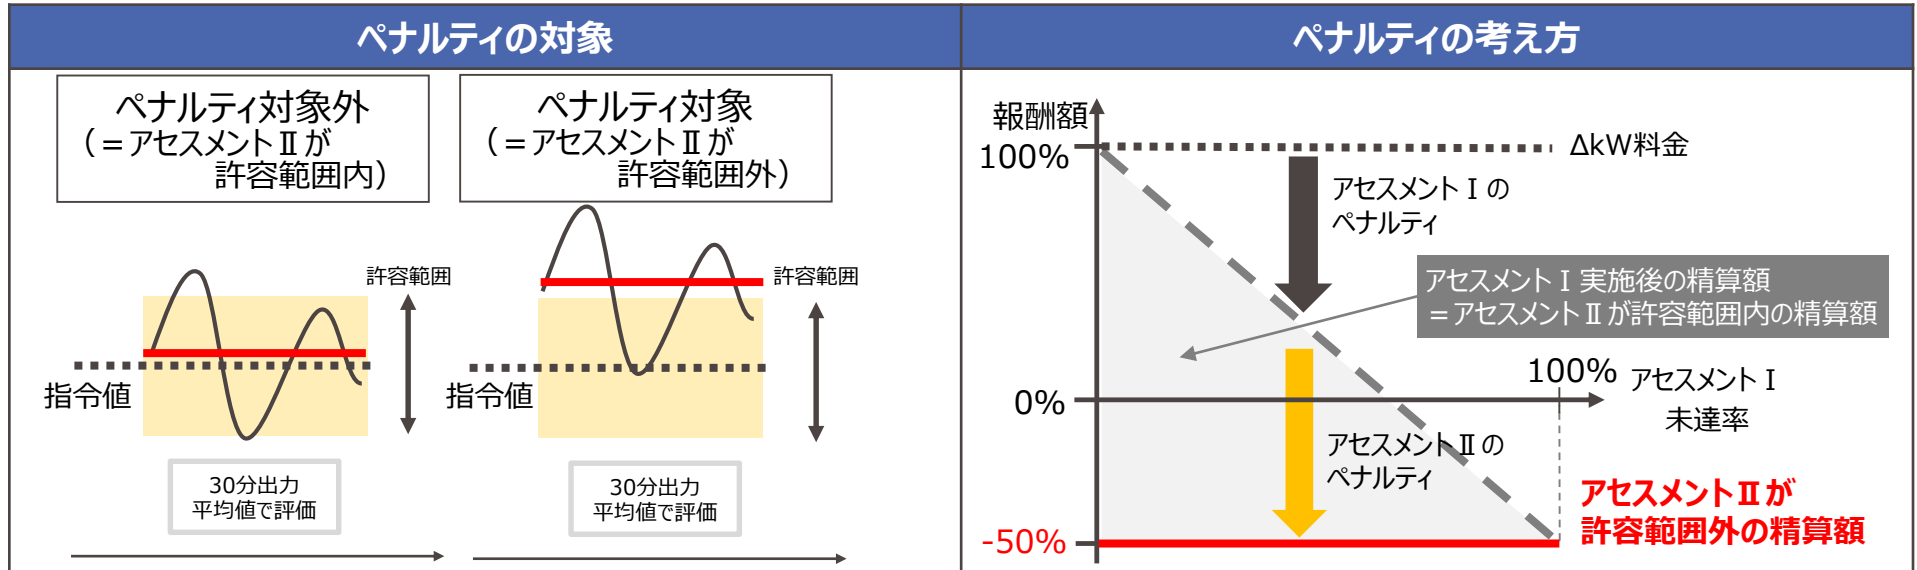 ペナルティの対象
ペナルティ対象外
(=アセスメントⅡが
許容範囲内)
許容範囲
指令値
30分出力
平均値で評価
ペナルティ対象
(=アセスメントⅡが
許容範囲外)
許容範囲
指令値
30分出力
平均値で評価
ペナルティの考え方
報酬額
100%
ΔkW料金
アセスメントⅠの
ペナルティ
アセスメントⅠ実施後の精算額
=アセスメントⅡが許容範囲内の精算額
0%
100%
アセスメントⅠ
未達率
アセスメントⅡの
ペナルティ
-50%
アセスメントⅡが
許容範囲外の精算額